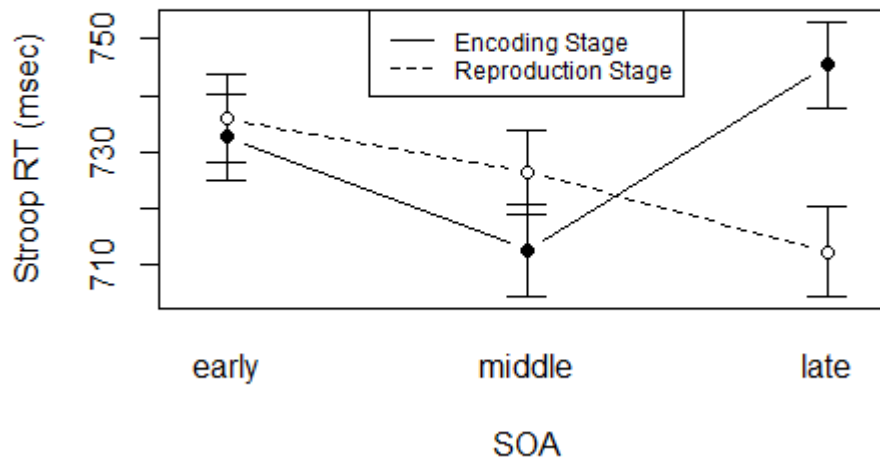 Stroop RT (msec)
750
730
710
Encoding Stage
Reproduction Stage
early middle late
SOA